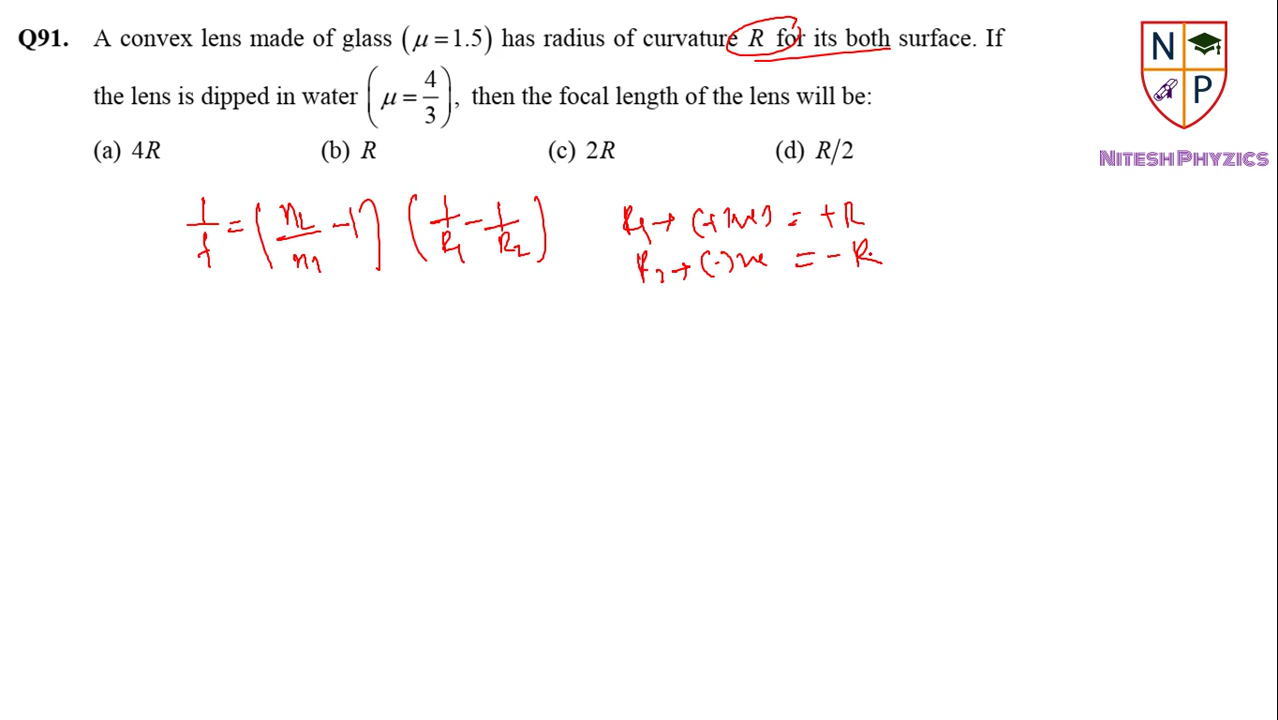 Q91. A convex lens made of glass (μ = 1.5) has radius of curvature R for its both surface. If
the lens is dipped in water (μ = 4/3), then the focal length of the lens will be:
(a) 4R (b) R (c) 2R (d) R/2
1/f = (n2/n1 - 1) (1/R1 - 1/R2)
R1 → (+)ve = +R
R2 → (-)ve = -R
N P
NITESH PHYZICS